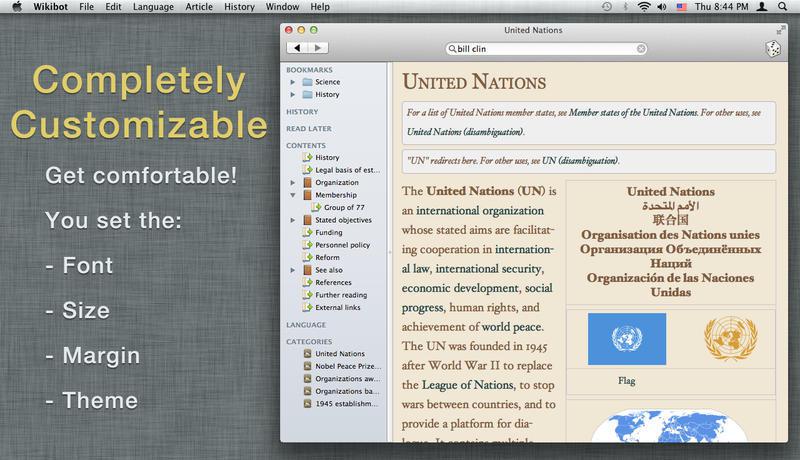 Wikibot File Edit Language Article History Window Help Thu 8:44 PM
Completely
Customizable
Get comfortable!
You set the:
- Font
- Size
- Margin
- Theme
United Nations
bill clin
BOOKMARKS
Science
History
HISTORY
READ LATER
CONTENTS
History
Legal basis of est...
Organization
Membership
Group of 77
Stated objectives
Funding
Personnel policy
Reform
See also
References
Further reading
External links
LANGUAGE
CATEGORIES
United Nations
Nobel Peace Prize...
Organizations aw...
Organizations ba...
1945 establishm...
United Nations
For a list of United Nations member states, see Member states of the United Nations. For other uses, see
United Nations (disambiguation).
"UN" redirects here. For other uses, see UN (disambiguation).
The United Nations (UN) is
an international organization
whose stated aims are facilitat-
ing cooperation in internation-
al law, international security,
economic development, social
progress, human rights, and
achievement of world peace.
The UN was founded in 1945
after World War II to replace
the League of Nations, to stop
wars between countries, and to
provide a platform for dia-
logue. It contains multiple
United Nations
الأمم المتحدة
联合国
Organisation des Nations unies
Организация Объединённых
Наций
Organización de las Naciones
Unidas
Flag